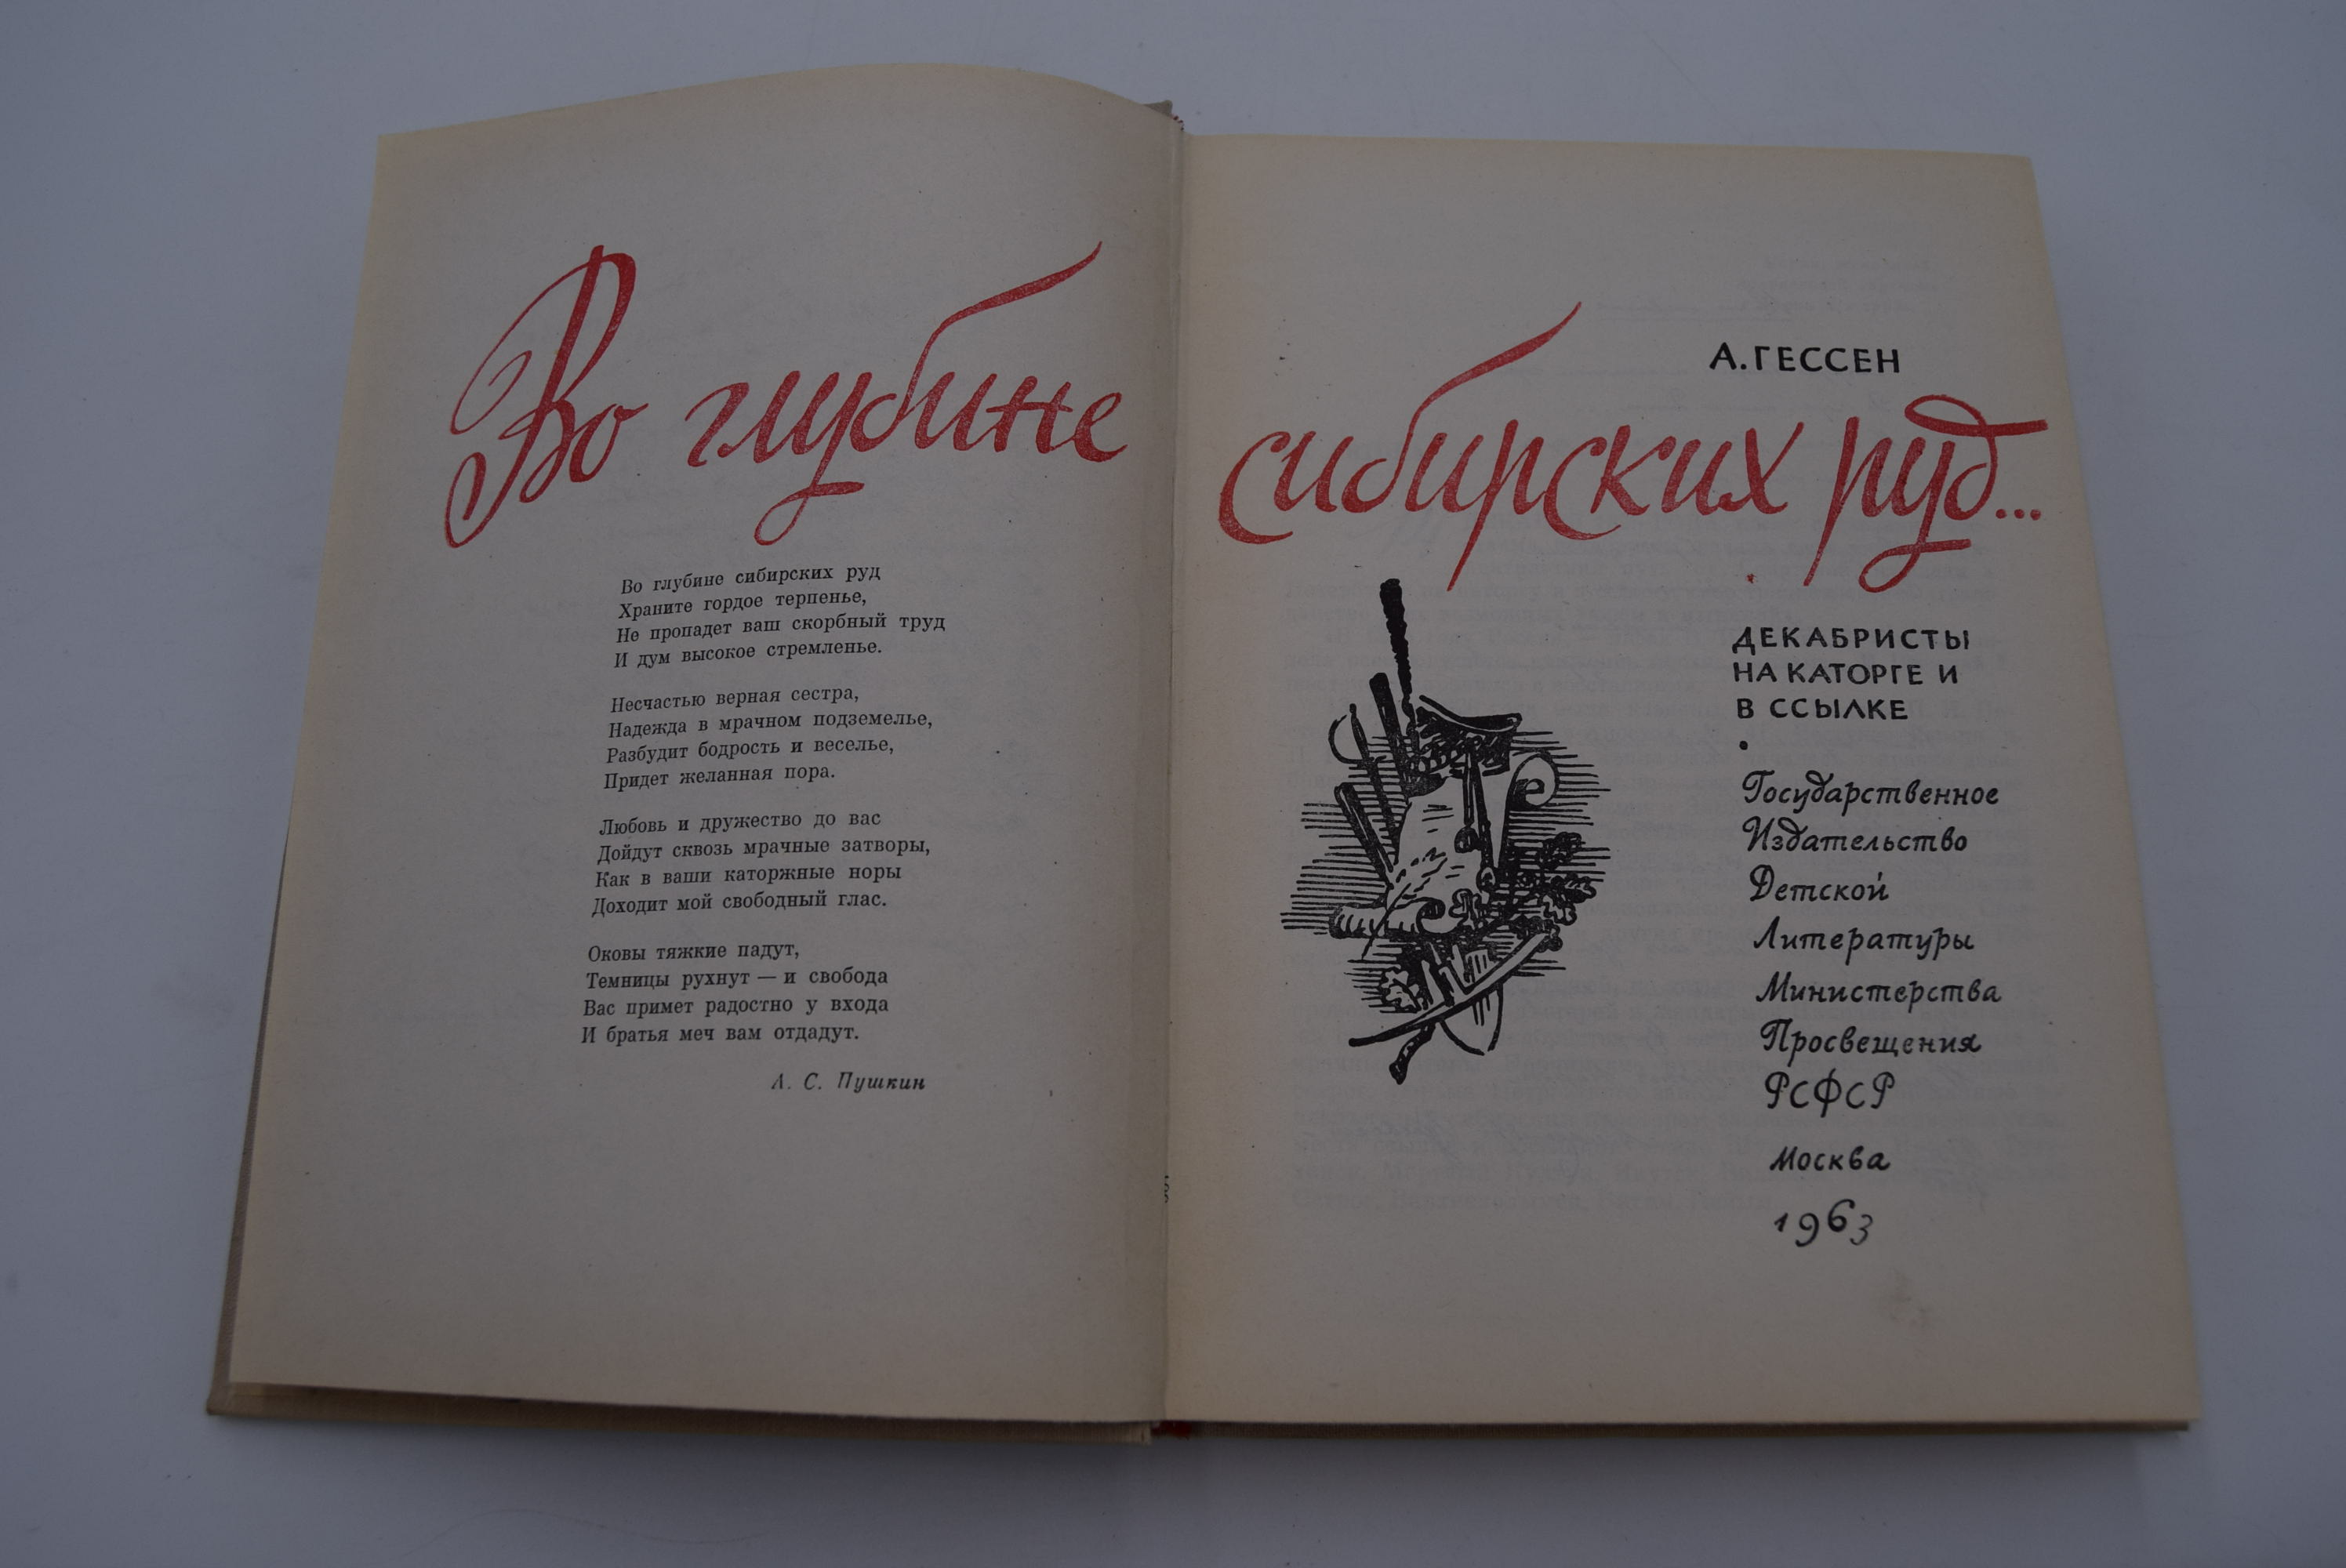 Во глубине
Во глубине сибирских руд
Храните гордое терпенье,
Не пропадет ваш скорбный труд
И дум высокое стремленье.
Несчастью верная сестра,
Надежда в мрачном подземелье,
Разбудит бодрость и веселье,
Придет желанная пора.
Любовь и дружество до вас
Дойдут сквозь мрачные затворы,
Как в ваши каторжные норы
Доходит мой свободный глас.
Оковы тяжкие падут,
Темницы рухнут — и свобода
Вас примет радостно у входа
И братья меч вам отдадут.
А. С. Пушкин
А. ГЕССЕН
сибирских руд...
ДЕКАБРИСТЫ
НА КАТОРГЕ И
В ССЫЛКЕ
•
Государственное
Издательство
Детской
Литературы
Министерства
Просвещения
РСФСР
Москва
1963